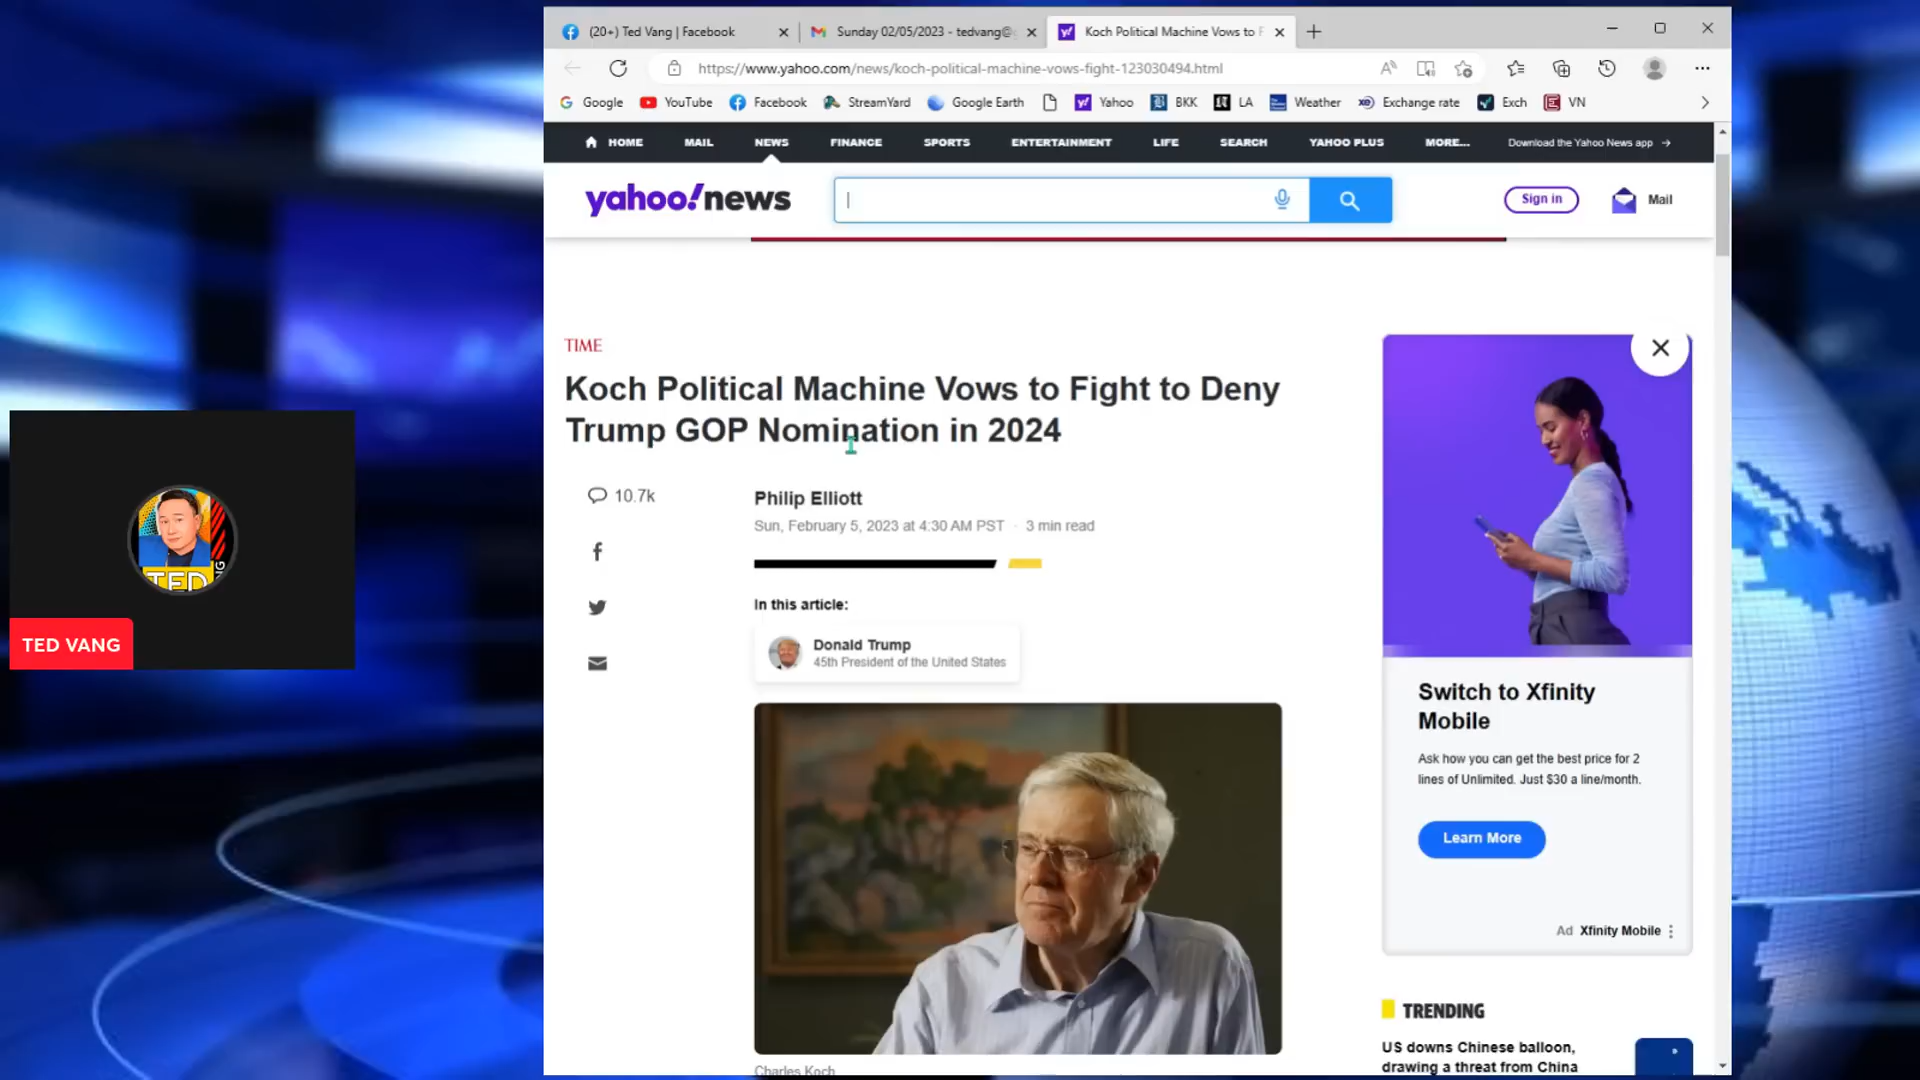 (20+) Ted Vang | Facebook
Sunday 02/05/2023 - tedvang@
Koch Political Machine Vows to F
https://www.yahoo.com/news/koch-political-machine-vows-fight-123030494.html
Google
YouTube
Facebook
StreamYard
Google Earth
Yahoo
BKK
LA
Weather
Exchange rate
Exch
VN
HOME
MAIL
NEWS
FINANCE
SPORTS
ENTERTAINMENT
LIFE
SEARCH
YAHOO PLUS
MORE...
Download the Yahoo News app →
yahoo!news
Sign in
Mail
TIME
Koch Political Machine Vows to Fight to Deny
Trump GOP Nomination in 2024
10.7k
Philip Elliott
Sun, February 5, 2023 at 4:30 AM PST · 3 min read
In this article:
Donald Trump
45th President of the United States
Charles Koch
Switch to Xfinity
Mobile
Ask how you can get the best price for 2
lines of Unlimited. Just $30 a line/month.
Learn More
Ad Xfinity Mobile
TRENDING
US downs Chinese balloon,
drawing a threat from China
TED
TED VANG